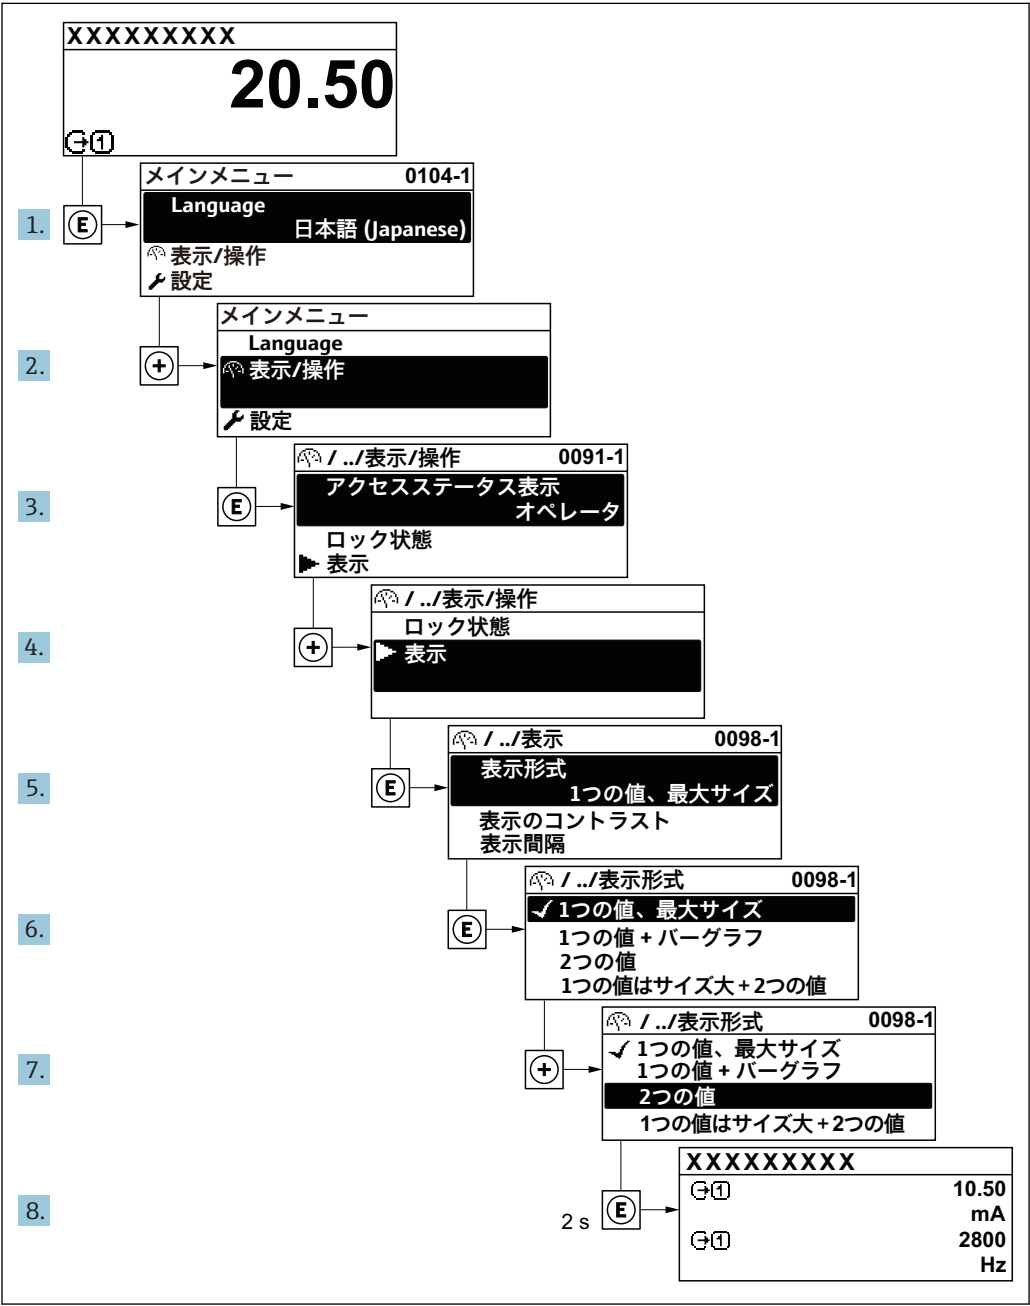 XXXXXXXXX
20.50
1
メインメニュー 0104-1
1. E Language
日本語 (Japanese)
表示/操作
設定
メインメニュー
Language
2. + 表示/操作
設定
/ ../表示/操作 0091-1
アクセスステータス表示
3. E オペレータ
ロック状態
表示
/ ../表示/操作
ロック状態
4. + 表示
/ ../表示 0098-1
表示形式
5. E 1つの値、最大サイズ
表示のコントラスト
表示間隔
/ ../表示形式 0098-1
1つの値、最大サイズ
6. E 1つの値 + バーグラフ
2つの値
1つの値はサイズ大+2つの値
/ ../表示形式 0098-1
1つの値、最大サイズ
7. + 1つの値 + バーグラフ
2つの値
1つの値はサイズ大+2つの値
XXXXXXXXX
1 10.50
8. 2 s E mA
1 2800
Hz